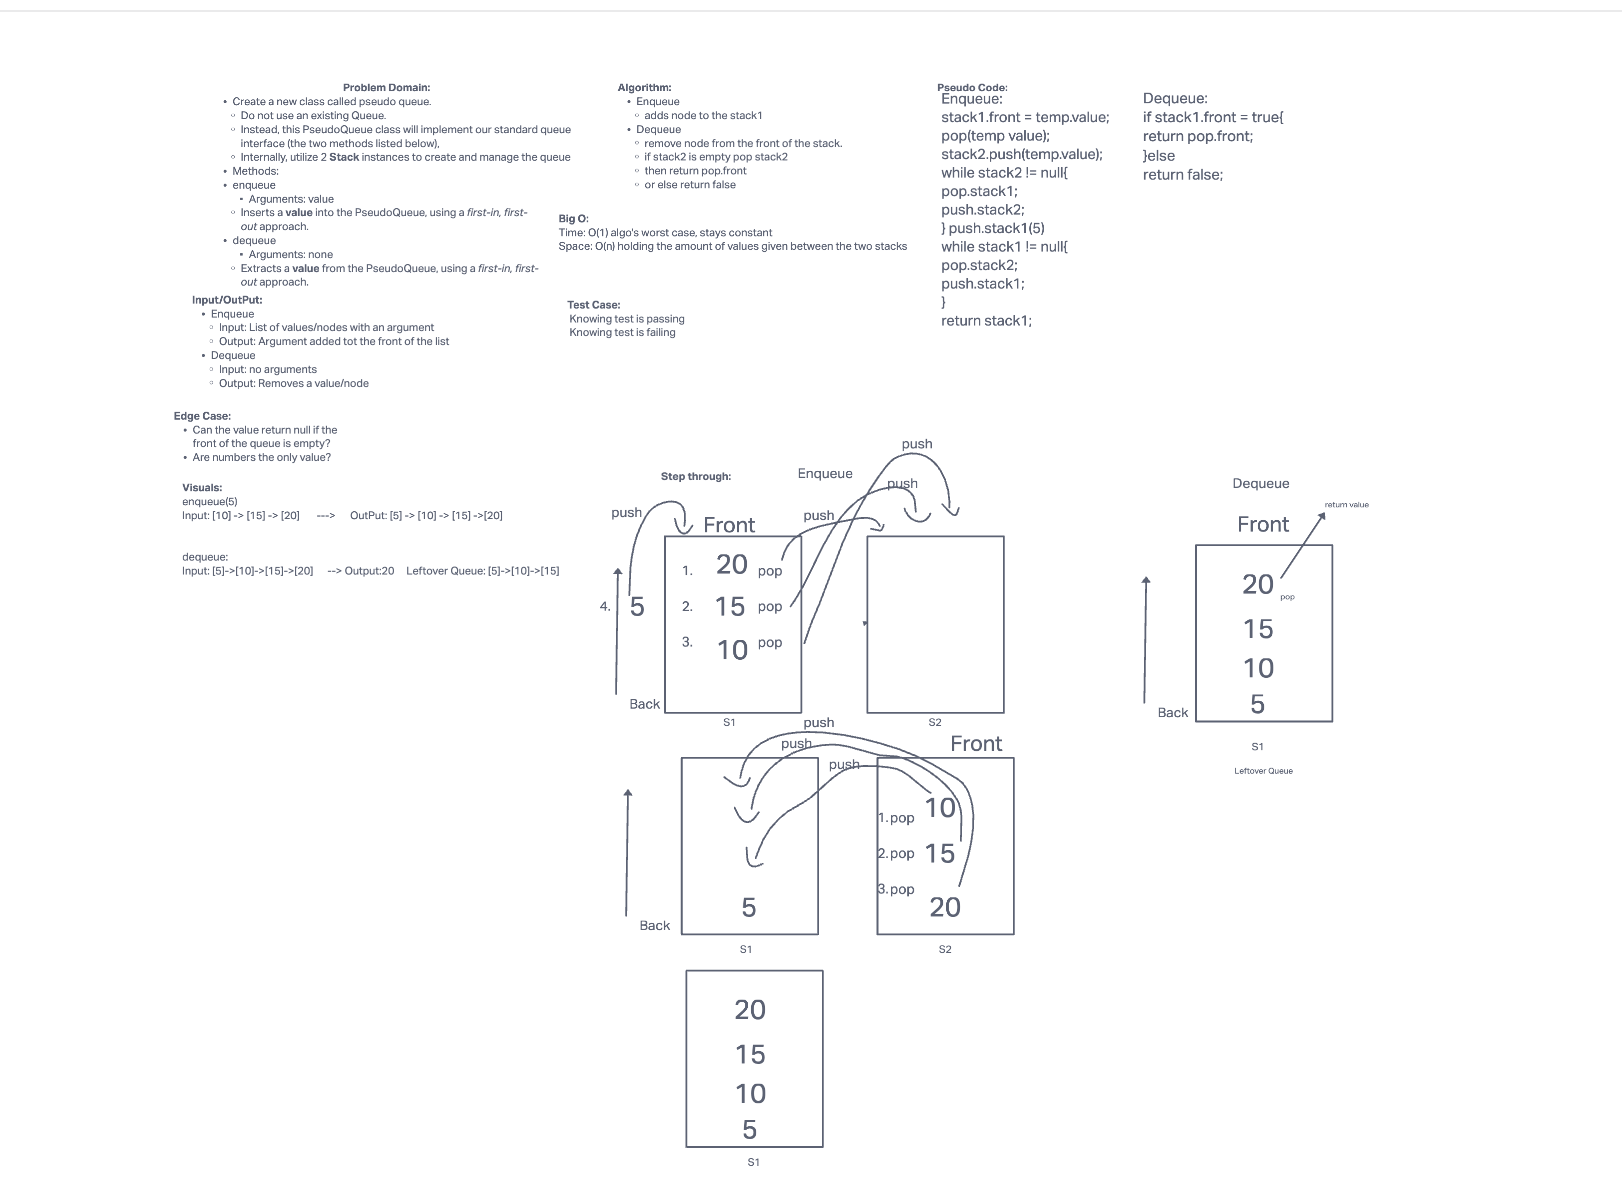 Problem Domain:
• Create a new class called pseudo queue.
◦ Do not use an existing Queue.
◦ Instead, this PseudoQueue class will implement our standard queue
interface (the two methods listed below),
◦ Internally, utilize 2 Stack instances to create and manage the queue
• Methods:
• enqueue
▪ Arguments: value
◦ Inserts a value into the PseudoQueue, using a first-in, first-
out approach.
• dequeue
▪ Arguments: none
◦ Extracts a value from the PseudoQueue, using a first-in, first-
out approach.
Input/OutPut:
• Enqueue
◦ Input: List of values/nodes with an argument
◦ Output: Argument added tot the front of the list
• Dequeue
◦ Input: no arguments
◦ Output: Removes a value/node
Edge Case:
• Can the value return null if the
front of the queue is empty?
• Are numbers the only value?
Visuals:
enqueue(5)
Input: [10] -> [15] -> [20] ---> OutPut: [5] -> [10] -> [15] ->[20]
dequeue:
Input: [5]->[10]->[15]->[20] --> Output:20 Leftover Queue: [5]->[10]->[15]
Algorithm:
• Enqueue
◦ adds node to the stack1
• Dequeue
◦ remove node from the front of the stack.
◦ if stack2 is empty pop stack2
◦ then return pop.front
◦ or else return false
Big O:
Time: O(1) algo's worst case, stays constant
Space: O(n) holding the amount of values given between the two stacks
Test Case:
Knowing test is passing
Knowing test is failing
Pseudo Code:
Enqueue:
stack1.front = temp.value;
pop(temp value);
stack2.push(temp.value);
while stack2 != null{
pop.stack1;
push.stack2;
} push.stack1(5)
while stack1 != null{
pop.stack2;
push.stack1;
}
return stack1;
Dequeue:
if stack1.front = true{
return pop.front;
}else
return false;
Step through:
Enqueue
push
push
push
push
Front
1. 20 pop
4. 5
2. 15 pop
3. 10 pop
Back
S1
S2
push
push
push
Front
1.pop 10
2.pop 15
3.pop
20
5
Back
S1
S2
20
15
10
5
S1
Dequeue
return value
Front
20
pop
15
10
5
Back
S1
Leftover Queue